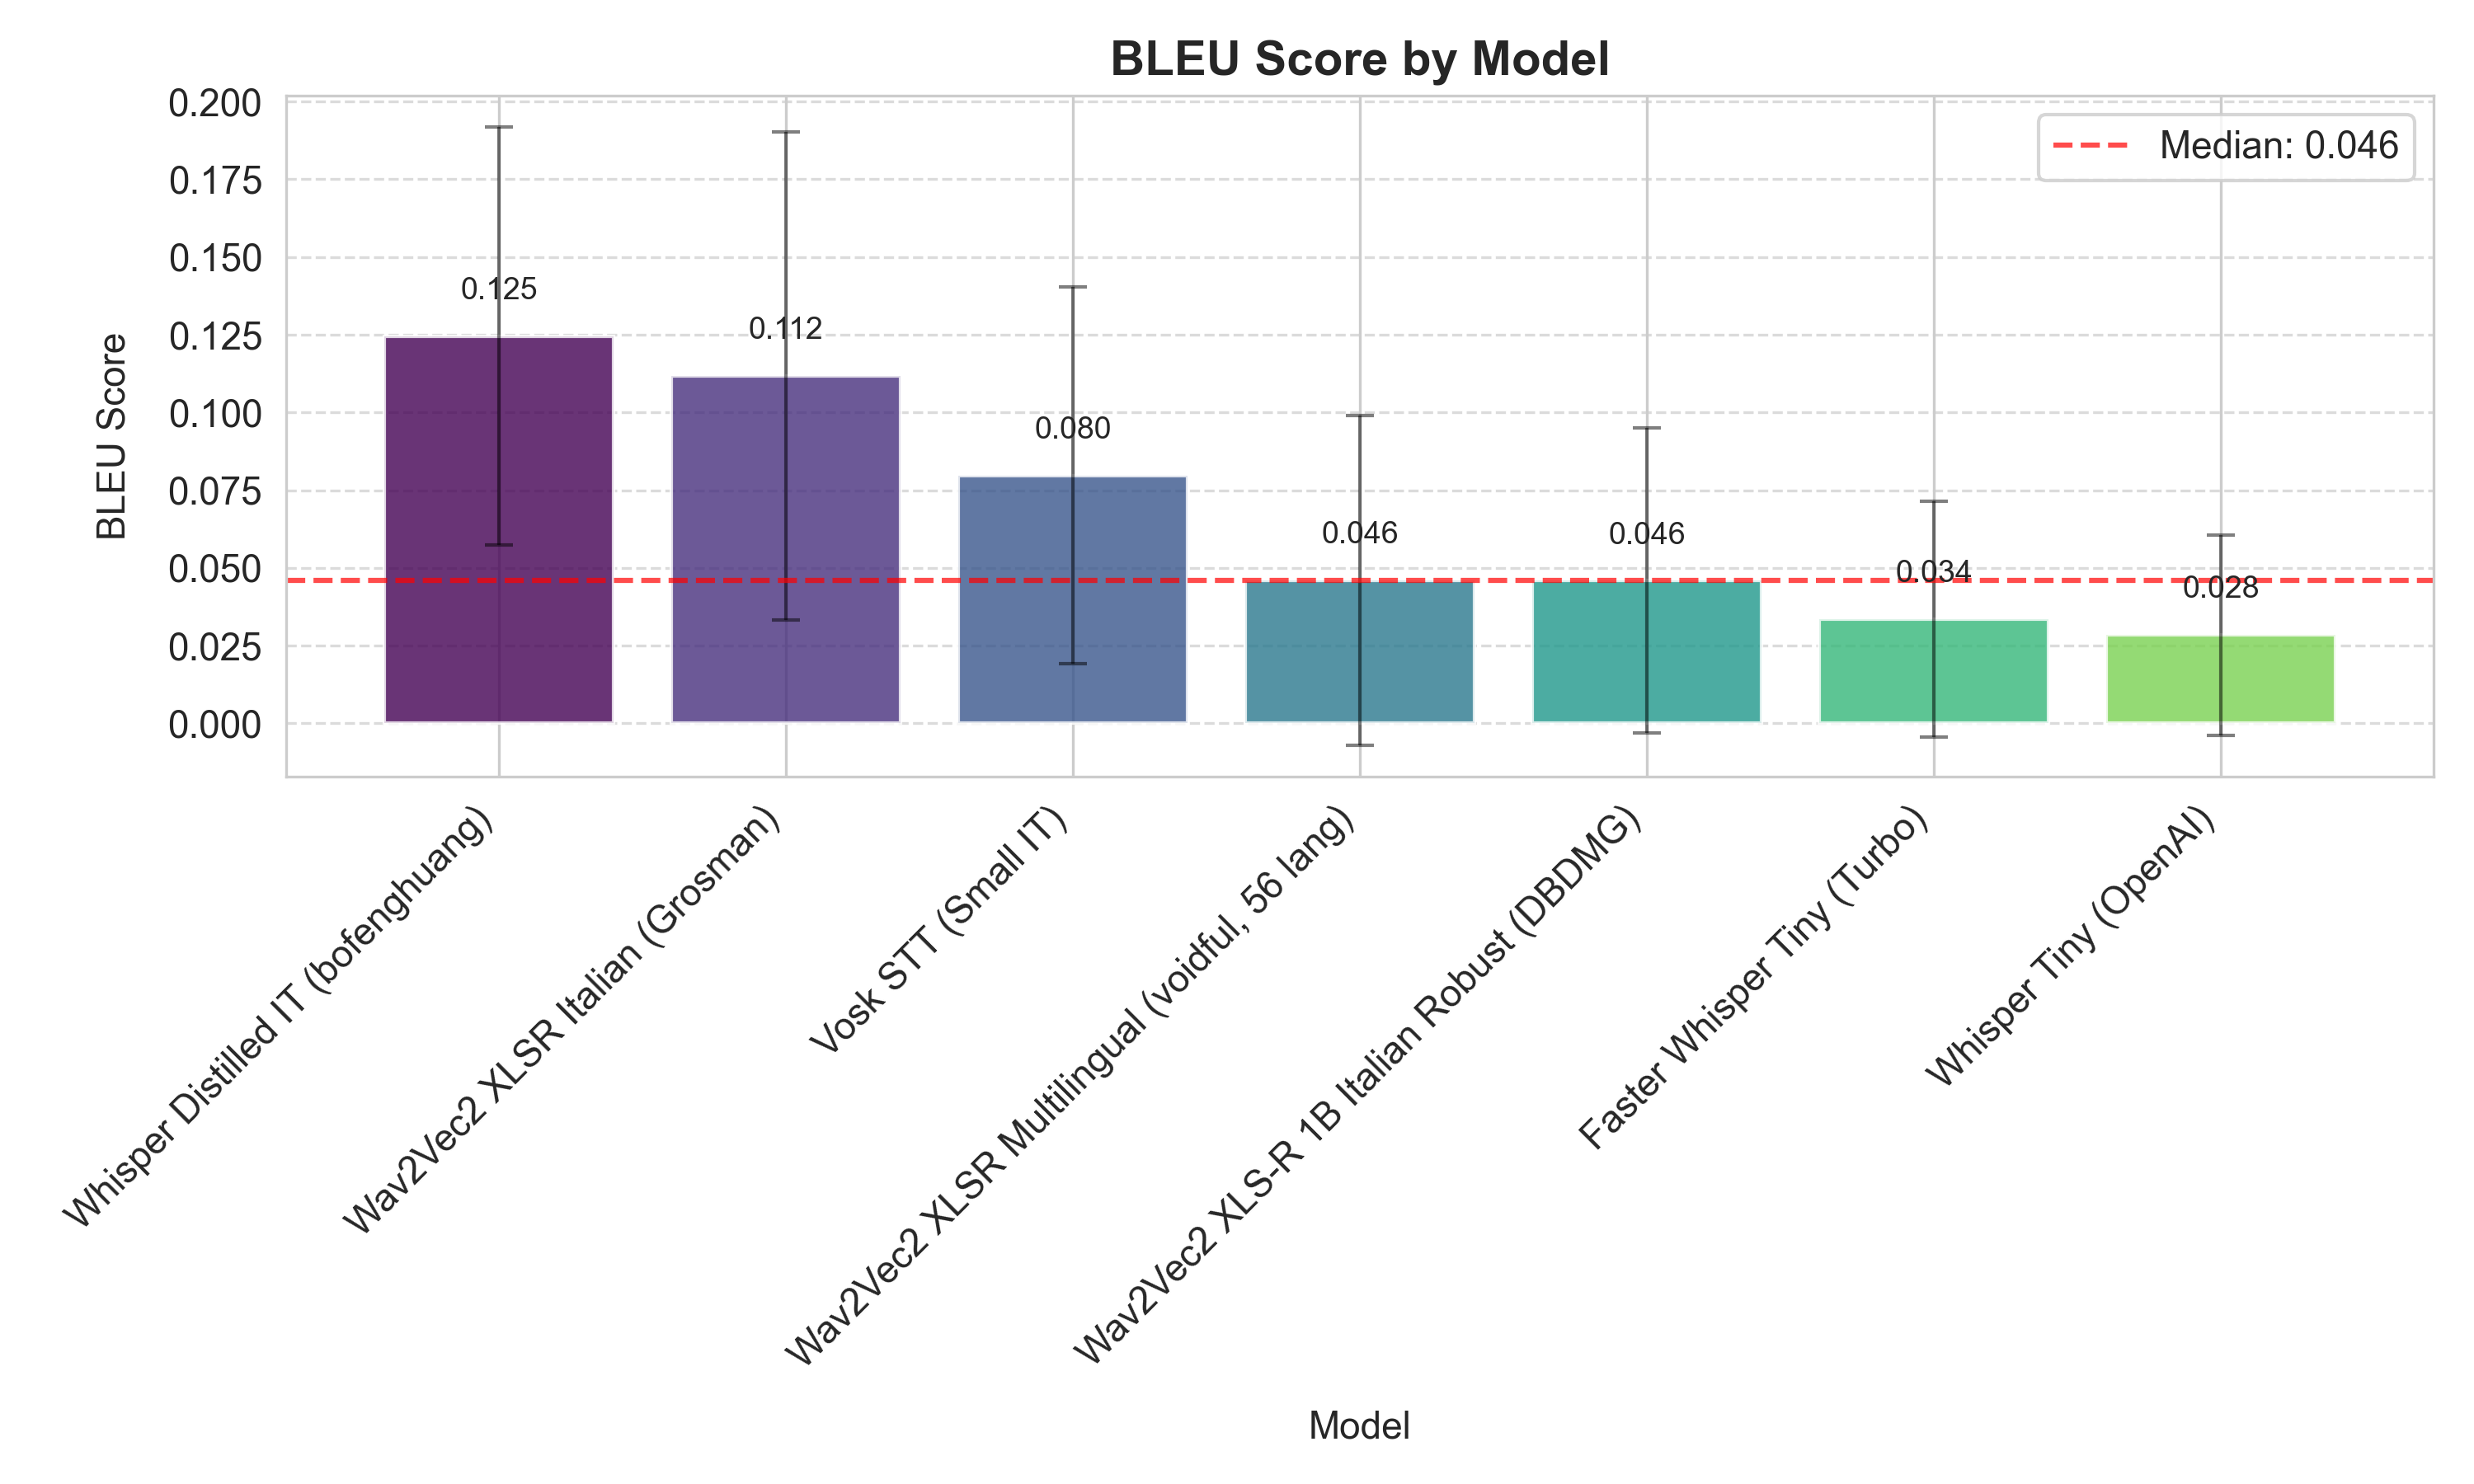 BLEU Score by Model
Median: 0.046
BLEU Score
0.200
0.175
0.150
0.125
0.100
0.075
0.050
0.025
0.000
0.125
0.112
0.080
0.046
0.046
0.034
0.028
Whisper Distilled IT (bofenghuang)
Wav2Vec2 XLSR Italian (Grosman)
Vosk STT (Small IT)
Wav2Vec2 XLSR Multilingual (voidful, 56 lang)
Wav2Vec2 XLS-R 1B Italian Robust (DBDMG)
Faster Whisper Tiny (Turbo)
Whisper Tiny (OpenAI)
Model